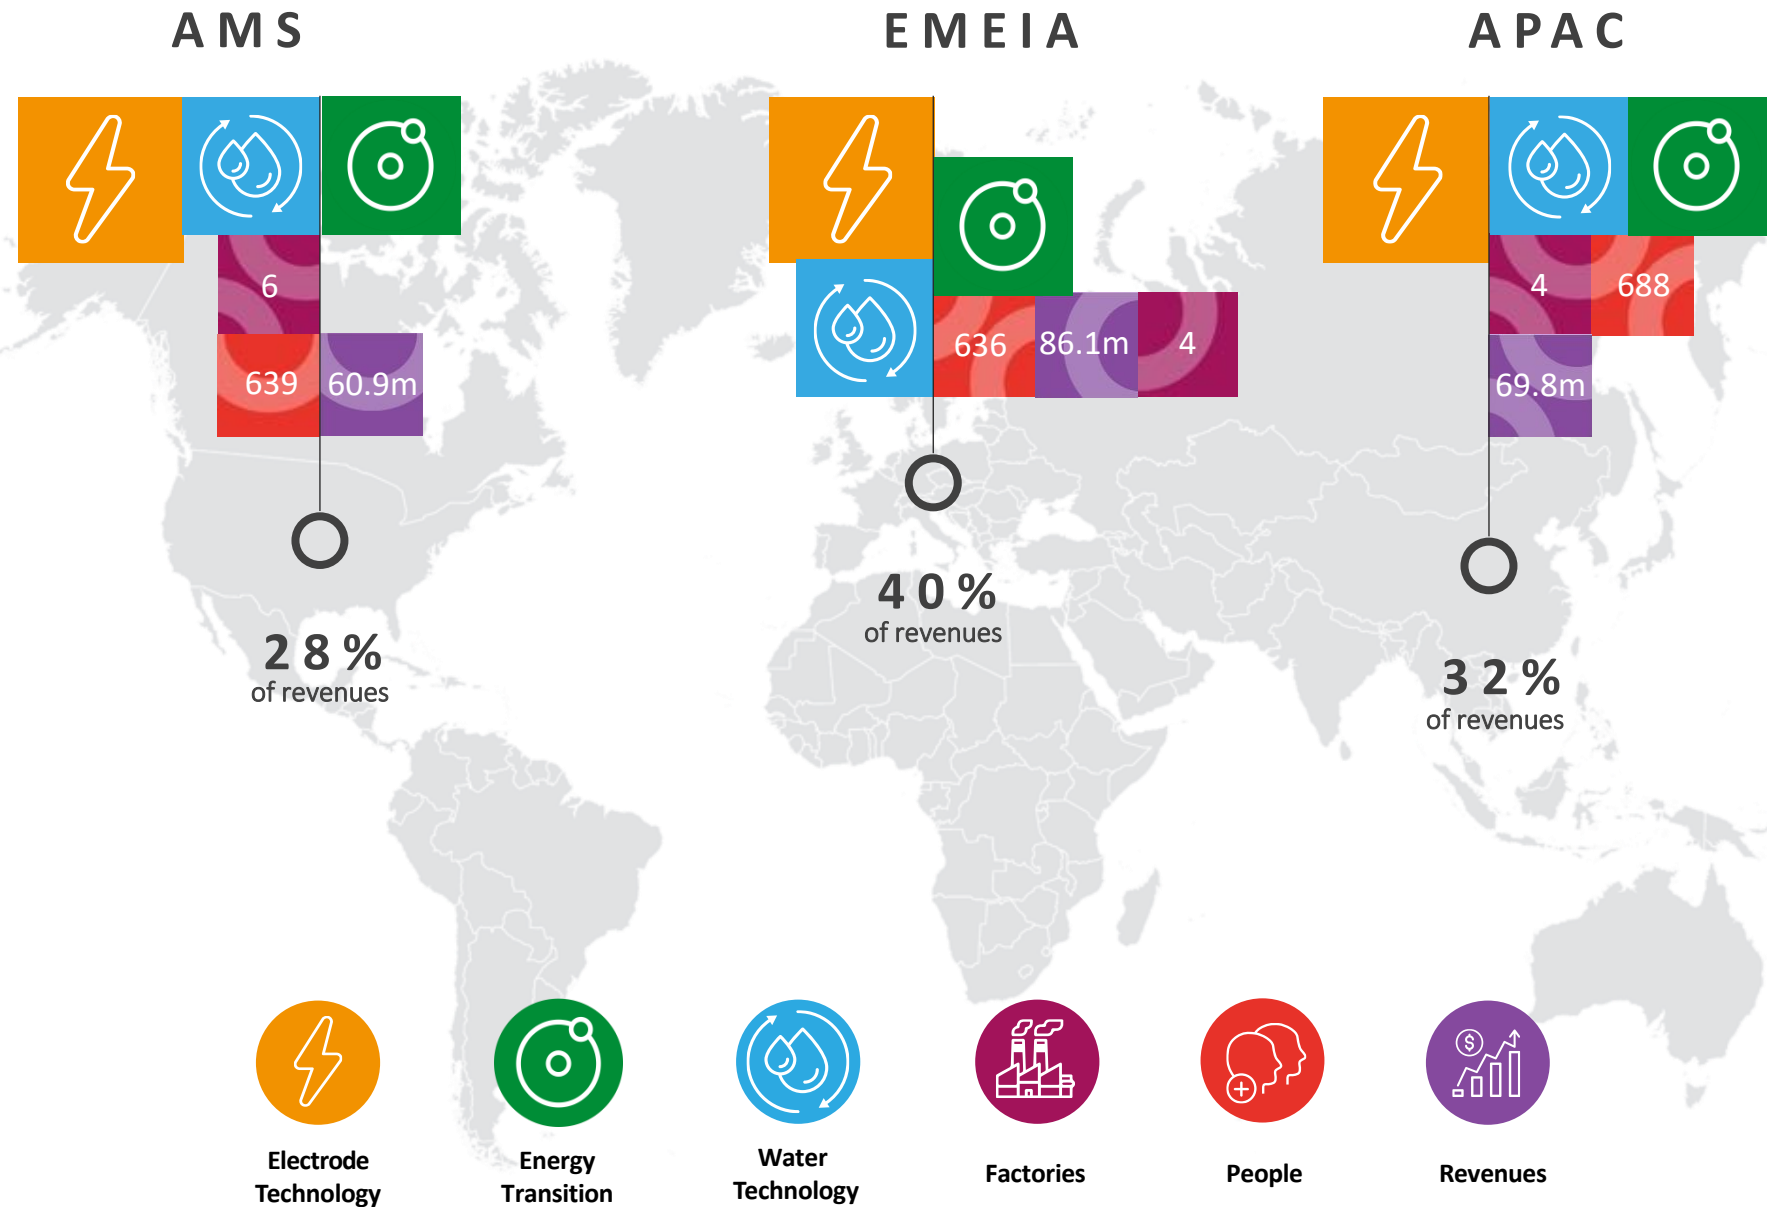 AMS
EMEIA
APAC
6
639
60.9m
636
86.1m
4
4
688
69.8m
28%
of revenues
40%
of revenues
32%
of revenues
$
Electrode
Technology
Energy
Transition
Water
Technology
Factories
People
Revenues